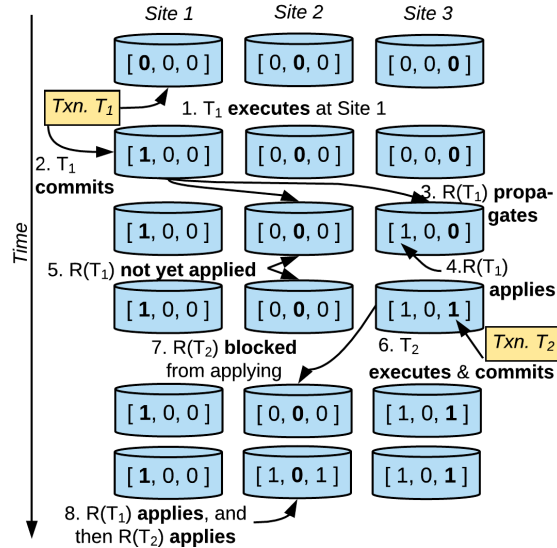 Site 1 Site 2 Site 3
[ 0, 0, 0 ] [ 0, 0, 0 ] [ 0, 0, 0 ]
Txn. T1
1. T1 executes at Site 1
[ 1, 0, 0 ] [ 0, 0, 0 ] [ 0, 0, 0 ]
2. T1
commits
3. R(T1) propa-
gates
[ 1, 0, 0 ] [ 0, 0, 0 ] [ 1, 0, 0 ]
Time
5. R(T1) not yet applied
4.R(T1)
applies
[ 1, 0, 0 ] [ 0, 0, 0 ] [ 1, 0, 1 ]
7. R(T2) blocked
from applying
6. T2
executes & commits
Txn. T2
[ 1, 0, 0 ] [ 0, 0, 0 ] [ 1, 0, 1 ]
[ 1, 0, 0 ] [ 1, 0, 1 ] [ 1, 0, 1 ]
8. R(T1) applies, and
then R(T2) applies